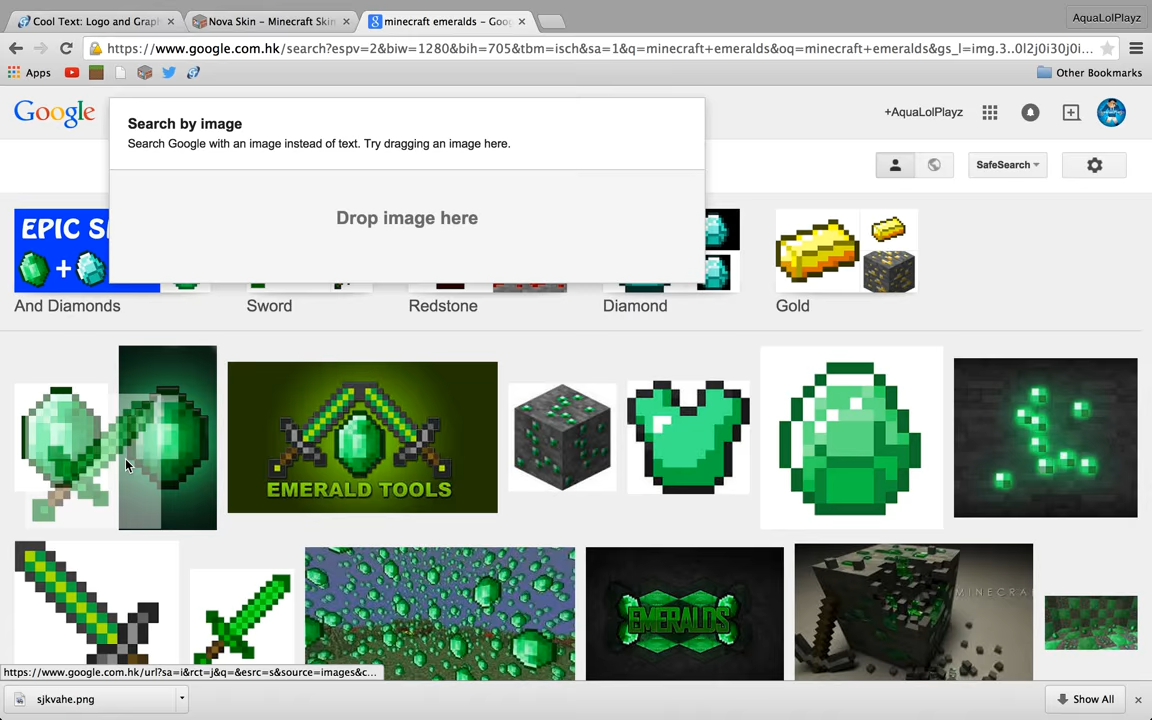 Cool Text: Logo and Grap
Nova Skin - Minecraft Skin
minecraft emeralds - Goo
AquaLolPlayz
https://www.google.com.hk/search?espv=2&biw=1280&bih=705&tbm=isch&sa=1&q=minecraft+emeralds&oq=minecraft+emeralds&gs_l=img.3..0l2j0i30j0i...
Apps
Other Bookmarks
Google
Search by image
+AquaLolPlayz
Search Google with an image instead of text. Try dragging an image here.
SafeSearch
Drop image here
EPIC S
+
And Diamonds
Sword
Redstone
Diamond
Gold
EMERALD TOOLS
EMERALDS
MINECRA
https://www.google.com.hk/url?sa=i&rct=j&q=&esrc=s&source=images&c...
sjkvahe.png
Show All